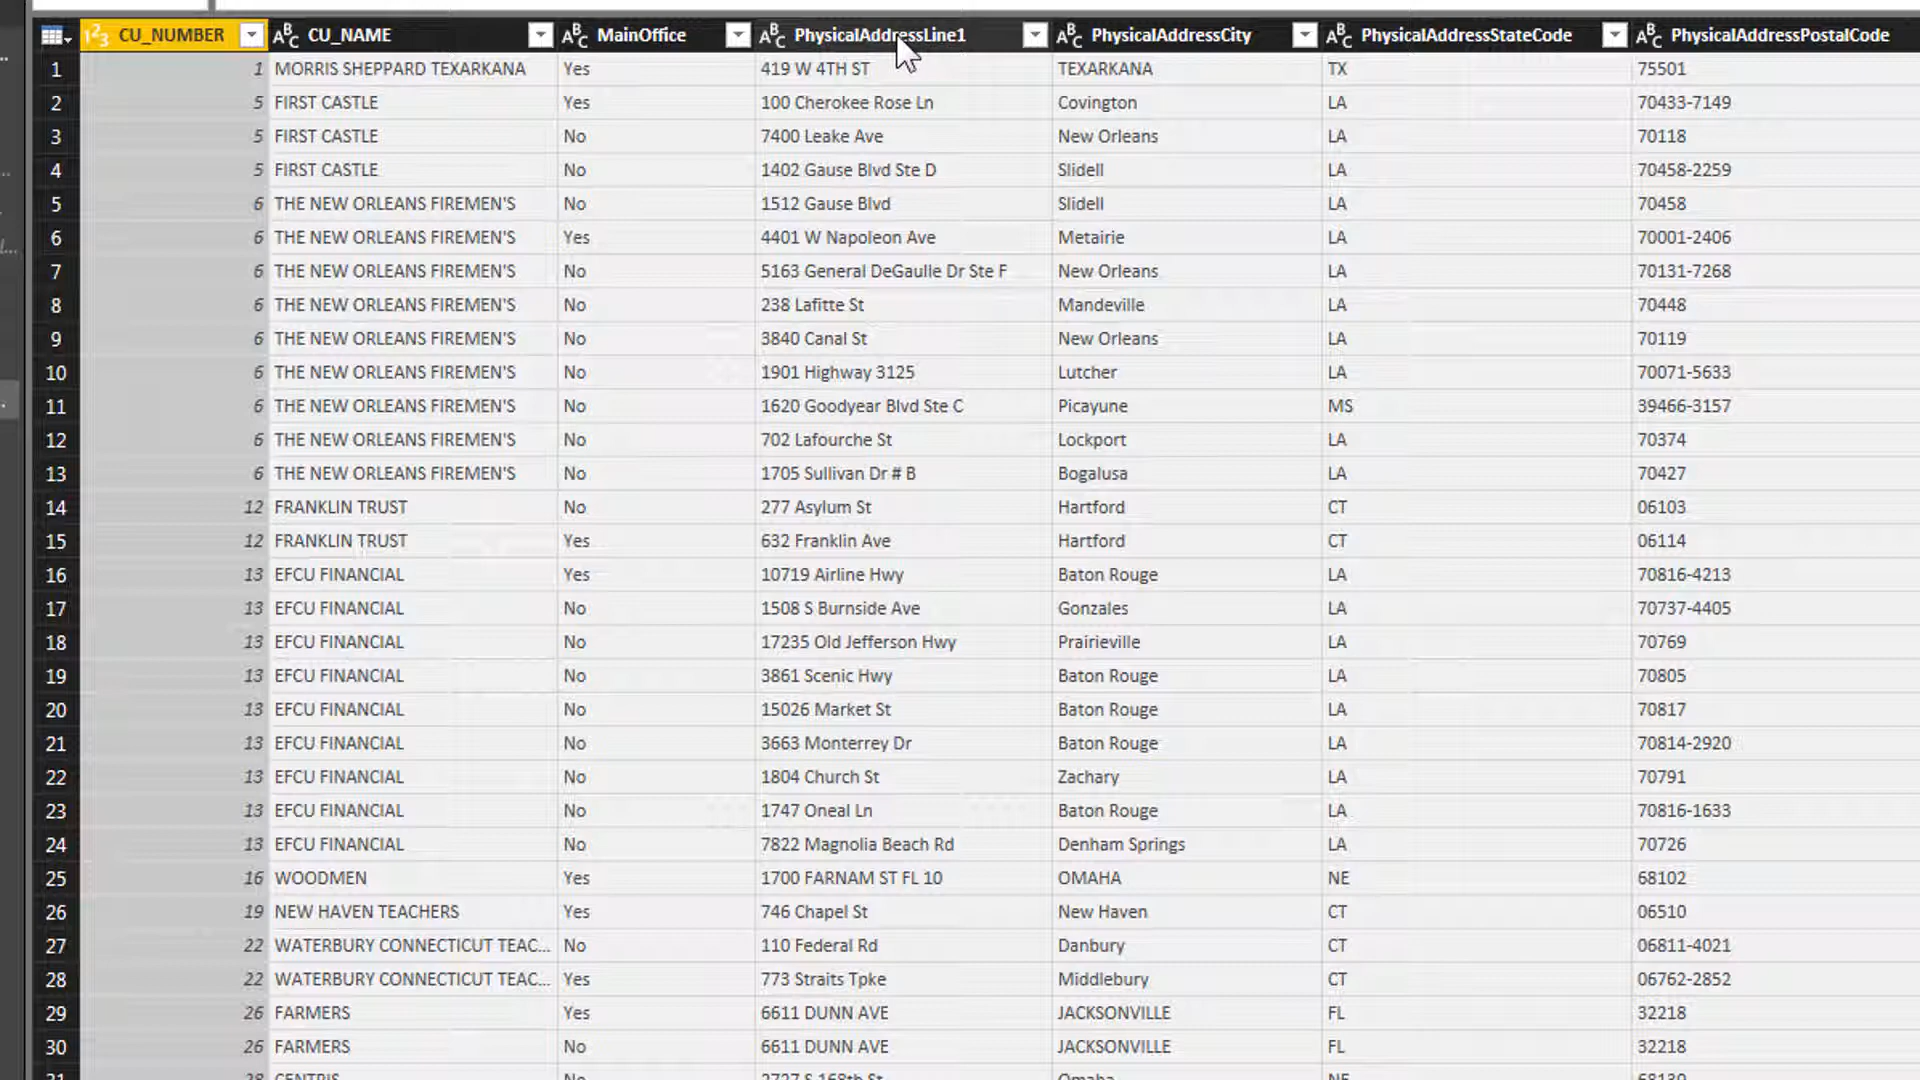 CU_NUMBER CU_NAME MainOffice PhysicalAddressLine1 PhysicalAddressCity PhysicalAddressStateCode PhysicalAddressPostalCode
1 1 MORRIS SHEPPARD TEXARKANA Yes 419 W 4TH ST TEXARKANA TX 75501
2 5 FIRST CASTLE Yes 100 Cherokee Rose Ln Covington LA 70433-7149
3 5 FIRST CASTLE No 7400 Leake Ave New Orleans LA 70118
4 5 FIRST CASTLE No 1402 Gause Blvd Ste D Slidell LA 70458-2259
5 6 THE NEW ORLEANS FIREMEN'S No 1512 Gause Blvd Slidell LA 70458
6 6 THE NEW ORLEANS FIREMEN'S Yes 4401 W Napoleon Ave Metairie LA 70001-2406
7 6 THE NEW ORLEANS FIREMEN'S No 5163 General DeGaulle Dr Ste F New Orleans LA 70131-7268
8 6 THE NEW ORLEANS FIREMEN'S No 238 Lafitte St Mandeville LA 70448
9 6 THE NEW ORLEANS FIREMEN'S No 3840 Canal St New Orleans LA 70119
10 6 THE NEW ORLEANS FIREMEN'S No 1901 Highway 3125 Lutcher LA 70071-5633
11 6 THE NEW ORLEANS FIREMEN'S No 1620 Goodyear Blvd Ste C Picayune MS 39466-3157
12 6 THE NEW ORLEANS FIREMEN'S No 702 Lafourche St Lockport LA 70374
13 6 THE NEW ORLEANS FIREMEN'S No 1705 Sullivan Dr # B Bogalusa LA 70427
14 12 FRANKLIN TRUST No 277 Asylum St Hartford CT 06103
15 12 FRANKLIN TRUST Yes 632 Franklin Ave Hartford CT 06114
16 13 EFCU FINANCIAL Yes 10719 Airline Hwy Baton Rouge LA 70816-4213
17 13 EFCU FINANCIAL No 1508 S Burnside Ave Gonzales LA 70737-4405
18 13 EFCU FINANCIAL No 17235 Old Jefferson Hwy Prairieville LA 70769
19 13 EFCU FINANCIAL No 3861 Scenic Hwy Baton Rouge LA 70805
20 13 EFCU FINANCIAL No 15026 Market St Baton Rouge LA 70817
21 13 EFCU FINANCIAL No 3663 Monterrey Dr Baton Rouge LA 70814-2920
22 13 EFCU FINANCIAL No 1804 Church St Zachary LA 70791
23 13 EFCU FINANCIAL No 1747 Oneal Ln Baton Rouge LA 70816-1633
24 13 EFCU FINANCIAL No 7822 Magnolia Beach Rd Denham Springs LA 70726
25 16 WOODMEN Yes 1700 FARNAM ST FL 10 OMAHA NE 68102
26 19 NEW HAVEN TEACHERS Yes 746 Chapel St New Haven CT 06510
27 22 WATERBURY CONNECTICUT TEAC... No 110 Federal Rd Danbury CT 06811-4021
28 22 WATERBURY CONNECTICUT TEAC... Yes 773 Straits Tpke Middlebury CT 06762-2852
29 26 FARMERS Yes 6611 DUNN AVE JACKSONVILLE FL 32218
30 26 FARMERS No 6611 DUNN AVE JACKSONVILLE FL 32218